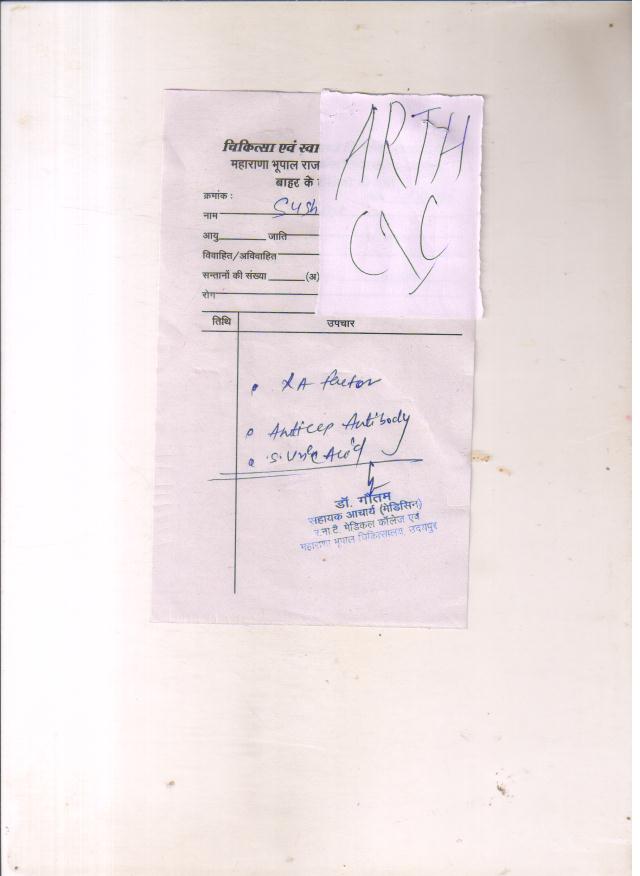 चिकित्सा एवं स्वा
महाराणा भूपाल राज
बाहर के
क्रमांक :
नाम Sush
आयु जाति
विवाहित/अविवाहित
सन्तानों की संख्या (अ)
रोग
ARTH
CYC
तिथि उपचार
• RA factor
• Anticcp Antibody
• S. Uric Acid
डॉ. गौतम
सहायक आचार्य (मेडिसिन)
र.ना.टै. मेडिकल कॉलेज एवं
महाराणा भूपाल चिकित्सालय, उदयपुर